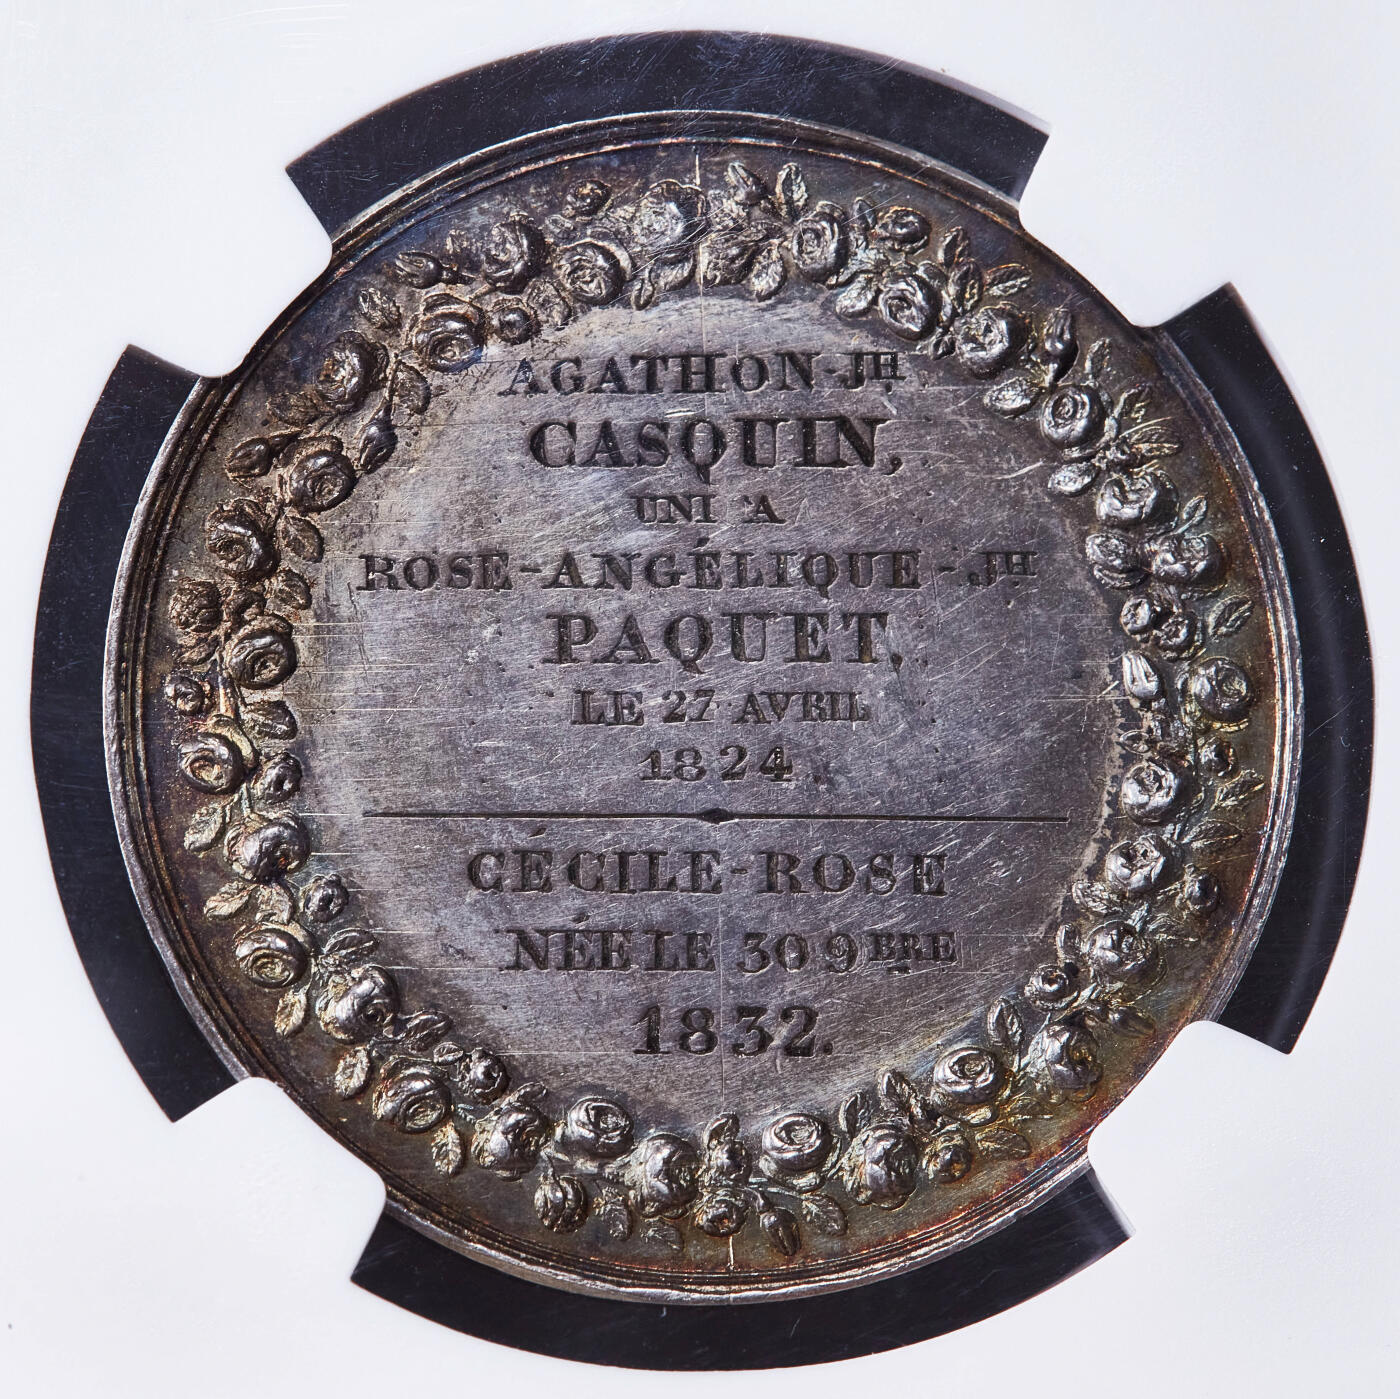 AGATHON-JH
CASQUIN,
UNI A
ROSE-ANGÉLIQUE-JH
PAQUET,
LE 27 AVRIL
1824
CÉCILE-ROSE
NÉE LE 30 9BRE
1832.